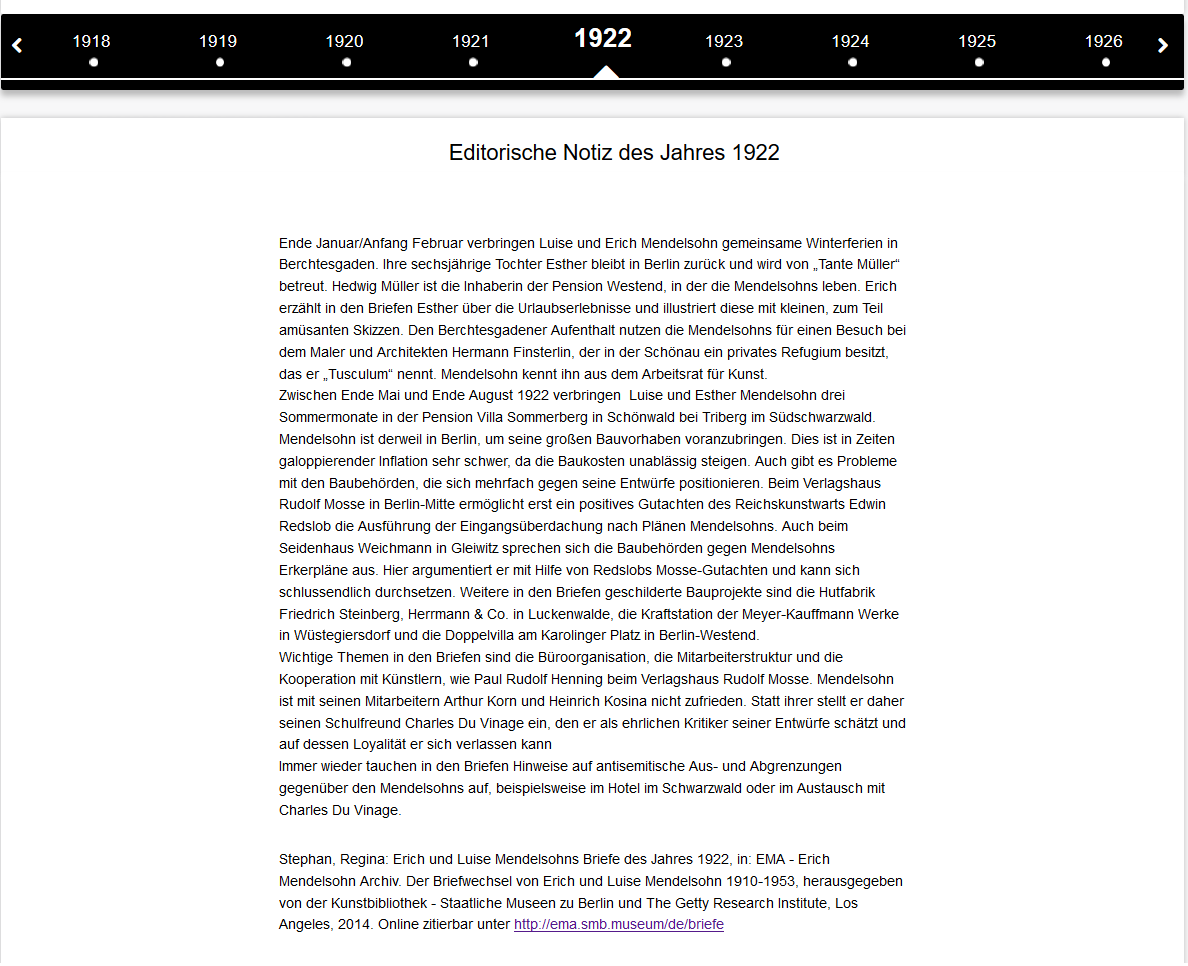 1918 1919 1920 1921 1922 1923 1924 1925 1926
Editorische Notiz des Jahres 1922
Ende Januar/Anfang Februar verbringen Luise und Erich Mendelsohn gemeinsame Winterferien in
Berchtesgaden. Ihre sechsjährige Tochter Esther bleibt in Berlin zurück und wird von „Tante Müller“
betreut. Hedwig Müller ist die Inhaberin der Pension Westend, in der die Mendelsohns leben. Erich
erzählt in den Briefen Esther über die Urlaubserlebnisse und illustriert diese mit kleinen, zum Teil
amüsanten Skizzen. Den Berchtesgadener Aufenthalt nutzen die Mendelsohns für einen Besuch bei
dem Maler und Architekten Hermann Finsterlin, der in der Schönau ein privates Refugium besitzt,
das er „Tusculum“ nennt. Mendelsohn kennt ihn aus dem Arbeitsrat für Kunst.
Zwischen Ende Mai und Ende August 1922 verbringen  Luise und Esther Mendelsohn drei
Sommermonate in der Pension Villa Sommerberg in Schönwald bei Triberg im Südschwarzwald.
Mendelsohn ist derweil in Berlin, um seine großen Bauvorhaben voranzubringen. Dies ist in Zeiten
galoppierender Inflation sehr schwer, da die Baukosten unablässig steigen. Auch gibt es Probleme
mit den Baubehörden, die sich mehrfach gegen seine Entwürfe positionieren. Beim Verlagshaus
Rudolf Mosse in Berlin-Mitte ermöglicht erst ein positives Gutachten des Reichskunstwarts Edwin
Redslob die Ausführung der Eingangsüberdachung nach Plänen Mendelsohns. Auch beim
Seidenhaus Weichmann in Gleiwitz sprechen sich die Baubehörden gegen Mendelsohns
Erkerpläne aus. Hier argumentiert er mit Hilfe von Redslobs Mosse-Gutachten und kann sich
schlussendlich durchsetzen. Weitere in den Briefen geschilderte Bauprojekte sind die Hutfabrik
Friedrich Steinberg, Herrmann & Co. in Luckenwalde, die Kraftstation der Meyer-Kauffmann Werke
in Wüstegiersdorf und die Doppelvilla am Karolinger Platz in Berlin-Westend.
Wichtige Themen in den Briefen sind die Büroorganisation, die Mitarbeiterstruktur und die
Kooperation mit Künstlern, wie Paul Rudolf Henning beim Verlagshaus Rudolf Mosse. Mendelsohn
ist mit seinen Mitarbeitern Arthur Korn und Heinrich Kosina nicht zufrieden. Statt ihrer stellt er daher
seinen Schulfreund Charles Du Vinage ein, den er als ehrlichen Kritiker seiner Entwürfe schätzt und
auf dessen Loyalität er sich verlassen kann
Immer wieder tauchen in den Briefen Hinweise auf antisemitische Aus- und Abgrenzungen
gegenüber den Mendelsohns auf, beispielsweise im Hotel im Schwarzwald oder im Austausch mit
Charles Du Vinage.
Stephan, Regina: Erich und Luise Mendelsohns Briefe des Jahres 1922, in: EMA - Erich
Mendelsohn Archiv. Der Briefwechsel von Erich und Luise Mendelsohn 1910-1953, herausgegeben
von der Kunstbibliothek - Staatliche Museen zu Berlin und The Getty Research Institute, Los
Angeles, 2014. Online zitierbar unter http://ema.smb.museum/de/briefe